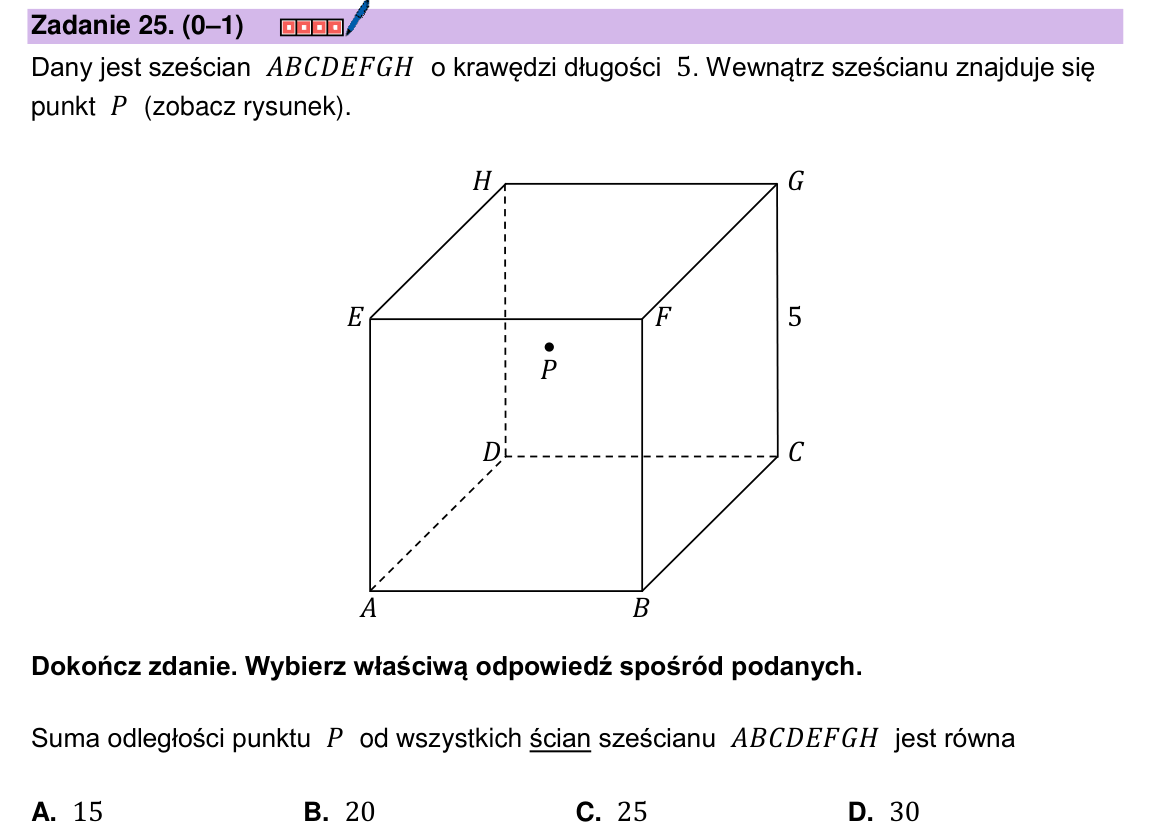 Zadanie 25. (0–1)
Dany jest sześcian ABCDEFGH o krawędzi długości 5. Wewnątrz sześcianu znajduje się
punkt P (zobacz rysunek).
H
G
E
F
5
P
D
C
A
B
Dokończ zdanie. Wybierz właściwą odpowiedź spośród podanych.
Suma odległości punktu P od wszystkich ścian sześcianu ABCDEFGH jest równa
A. 15 B. 20 C. 25 D. 30